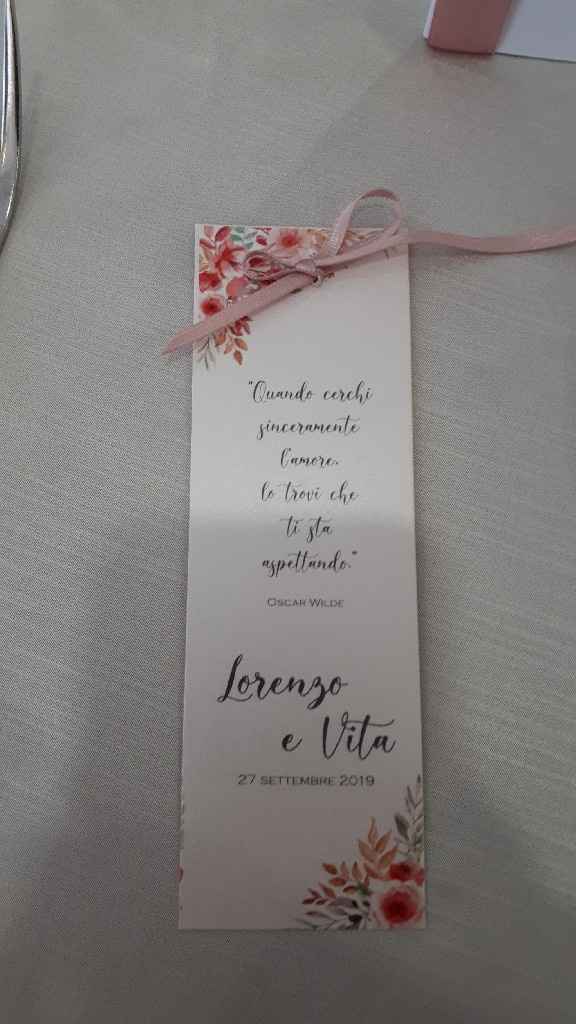 "Quando cerchi
sinceramente
l'amore,
lo trovi che
ti sta
aspettando."
OSCAR WILDE
Lorenzo
e Vita
27 SETTEMBRE 2019